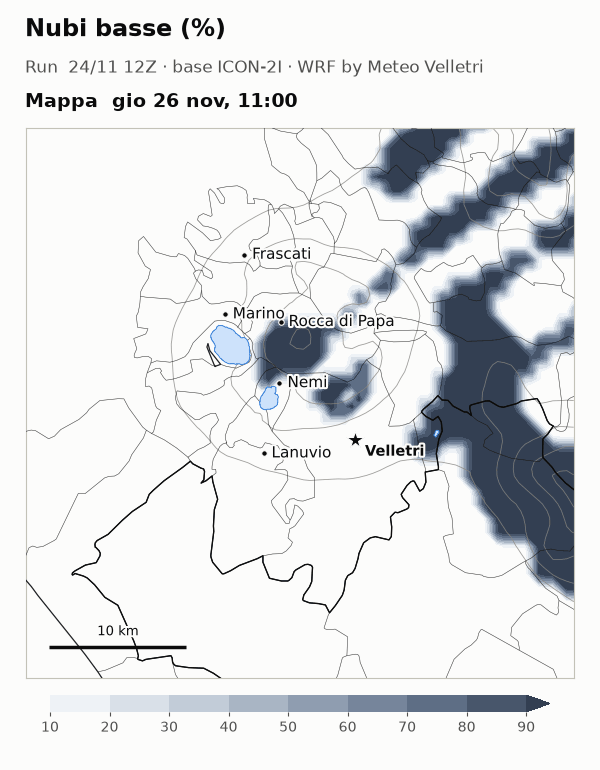 Nubi basse (%)
Run  24/11 12Z · base ICON-2I · WRF by Meteo Velletri
Mappa  gio 26 nov, 11:00
Frascati
Marino
Rocca di Papa
Nemi
Velletri
Lanuvio
10 km
10 20 30 40 50 60 70 80 90